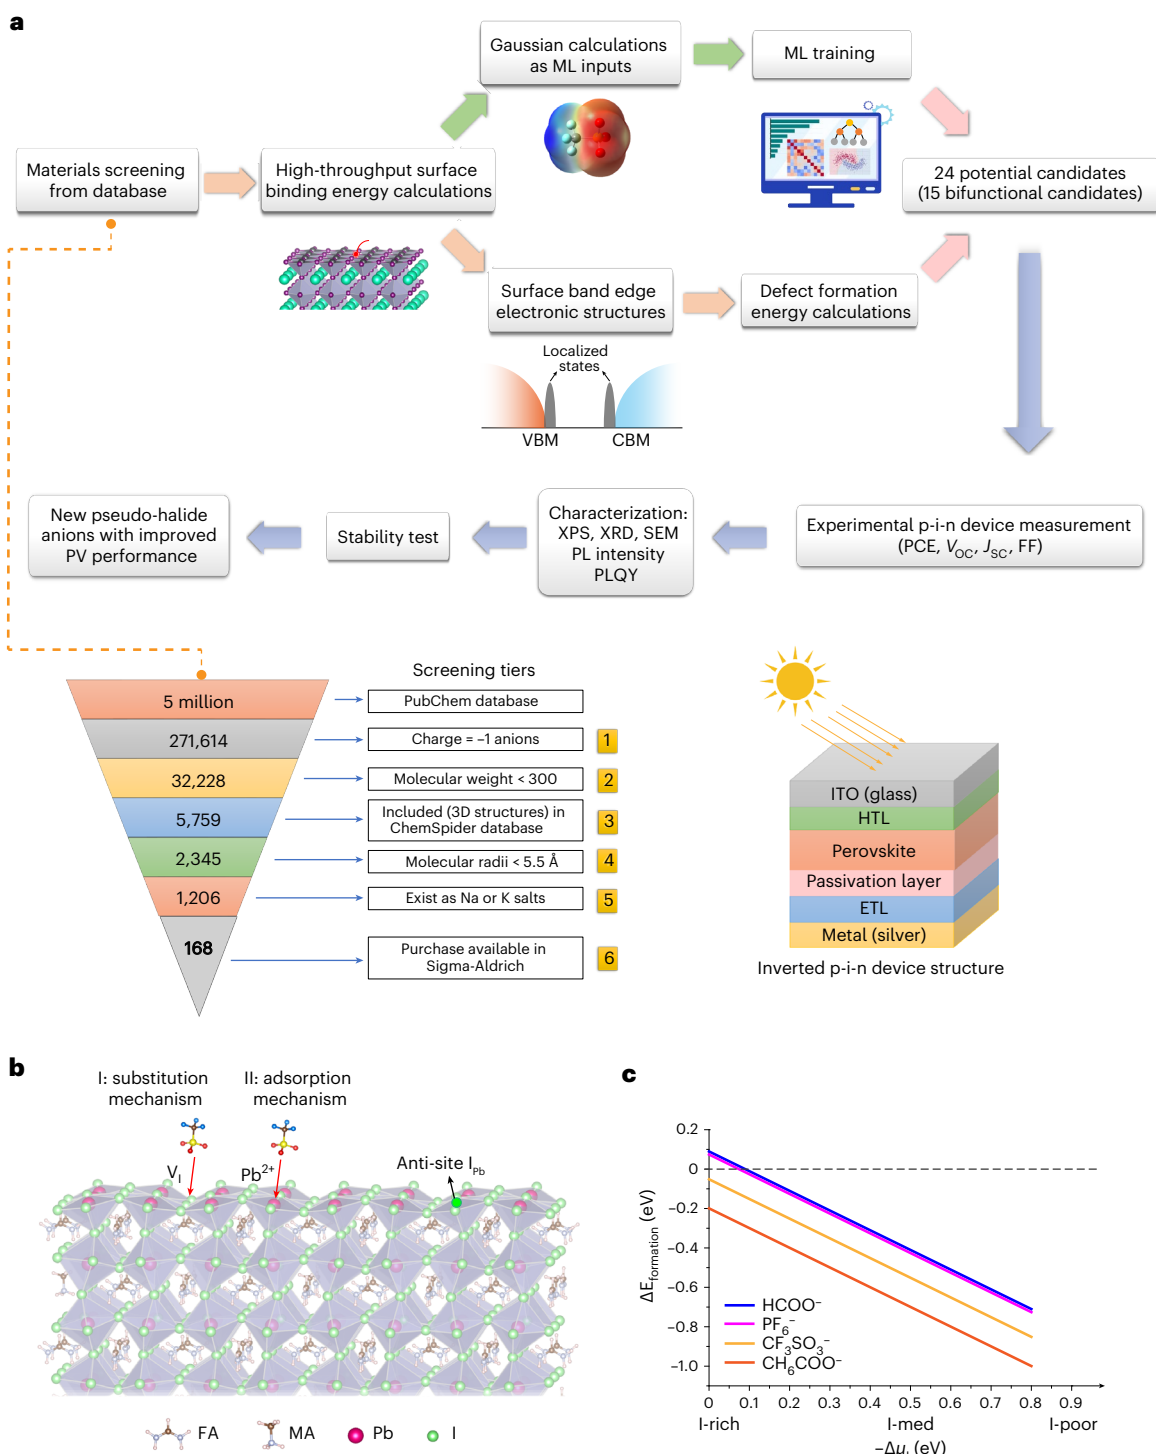 a
Gaussian calculations
as ML inputs
ML training
Materials screening
from database
High-throughput surface
binding energy calculations
24 potential candidates
(15 bifunctional candidates)
Surface band edge
electronic structures
Defect formation
energy calculations
Localized
states
VBM
CBM
New pseudo-halide
anions with improved
PV performance
Stability test
Characterization:
XPS, XRD, SEM
PL intensity
PLQY
Experimental p-i-n device measurement
(PCE, V_OC, J_SC, FF)
Screening tiers
5 million
PubChem database
271,614
Charge = –1 anions
1
32,228
Molecular weight < 300
2
5,759
Included (3D structures) in
ChemSpider database
3
2,345
Molecular radii < 5.5 Å
4
1,206
Exist as Na or K salts
5
168
Purchase available in
Sigma-Aldrich
6
ITO (glass)
HTL
Perovskite
Passivation layer
ETL
Metal (silver)
Inverted p-i-n device structure
b
I: substitution
mechanism
II: adsorption
mechanism
V_I
Pb²⁺
Anti-site I_Pb
FA
MA
Pb
I
c
0.2
0
–0.2
–0.4
–0.6
–0.8
–1.0
ΔE_formation (eV)
HCOO⁻
PF₆⁻
CF₃SO₃⁻
CH₆COO⁻
0 0.1 0.2 0.3 0.4 0.5 0.6 0.7 0.8 0.9
I-rich I-med I-poor
–Δμ_I (eV)